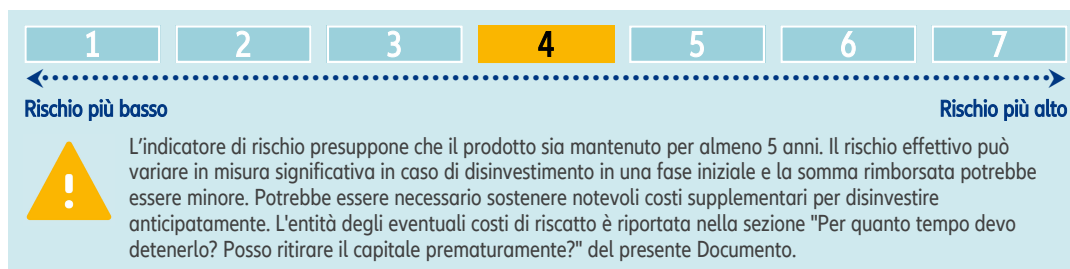 1 2 3 4 5 6 7
Rischio più basso Rischio più alto
L'indicatore di rischio presuppone che il prodotto sia mantenuto per almeno 5 anni. Il rischio effettivo può
variare in misura significativa in caso di disinvestimento in una fase iniziale e la somma rimborsata potrebbe
essere minore. Potrebbe essere necessario sostenere notevoli costi supplementari per disinvestire
anticipatamente. L'entità degli eventuali costi di riscatto è riportata nella sezione "Per quanto tempo devo
detenerlo? Posso ritirare il capitale prematuramente?" del presente Documento.